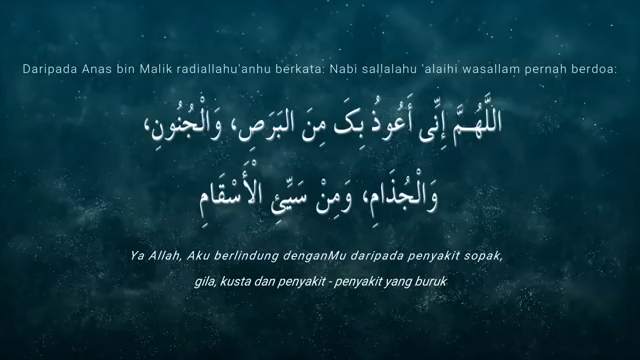 Daripada Anas bin Malik radiallahu'anhu berkata: Nabi sallalahu 'alaihi wasallam pernah berdoa:
اللَّهُمَّ إِنِّى أَعُوذُ بِكَ مِنَ البَرَصِ، وَالْجُنُونِ،
وَالْجُذَامِ، وَمِنْ سَيِّئِ الْأَسْقَامِ
Ya Allah, Aku berlindung denganMu daripada penyakit sopak,
gila, kusta dan penyakit - penyakit yang buruk